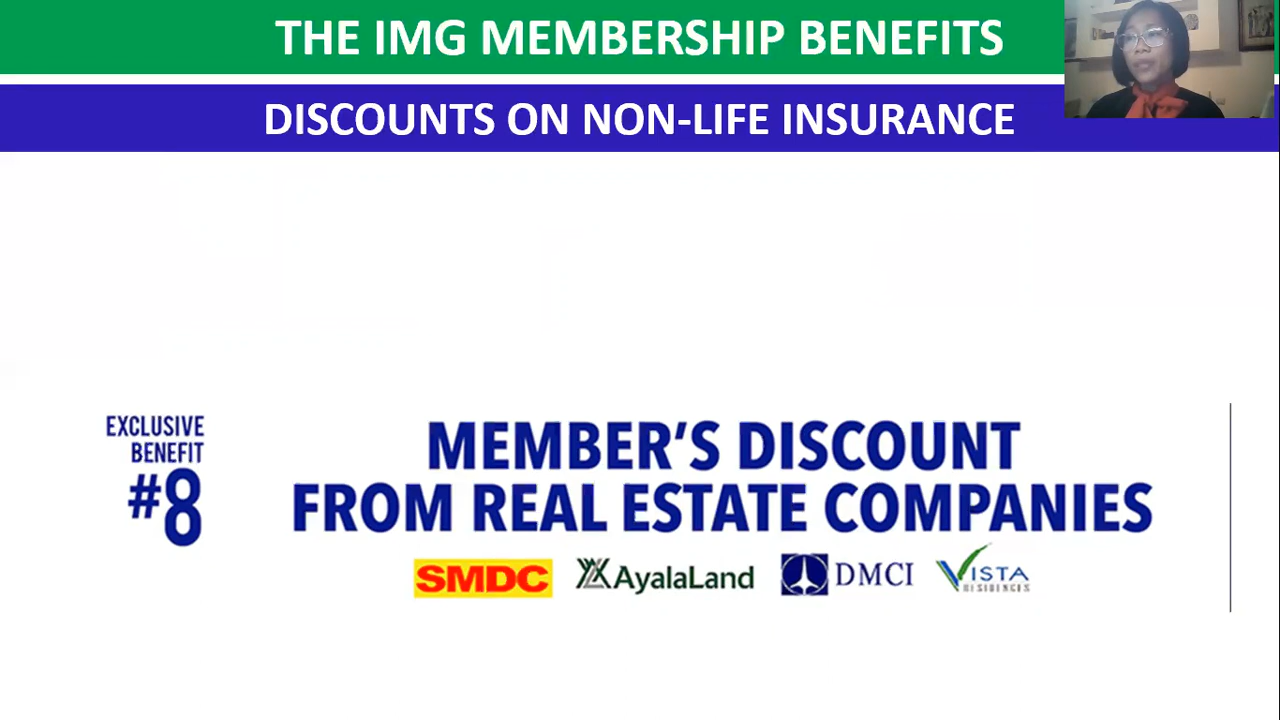 THE IMG MEMBERSHIP BENEFITS
DISCOUNTS ON NON-LIFE INSURANCE
EXCLUSIVE
BENEFIT
#8
MEMBER'S DISCOUNT
FROM REAL ESTATE COMPANIES
SMDC AyalaLand DMCI VISTA
RESIDENCES